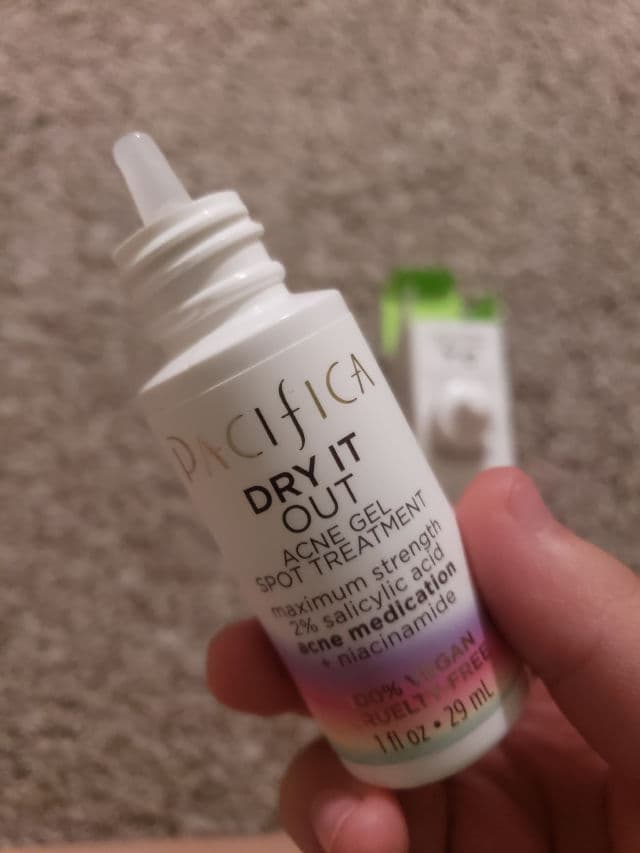 PACIFICA
DRY IT
OUT
ACNE GEL
SPOT TREATMENT
maximum strength
2% salicylic acid
acne medication
+ niacinamide
100% VEGAN
CRUELTY-FREE
1 fl oz • 29 mL